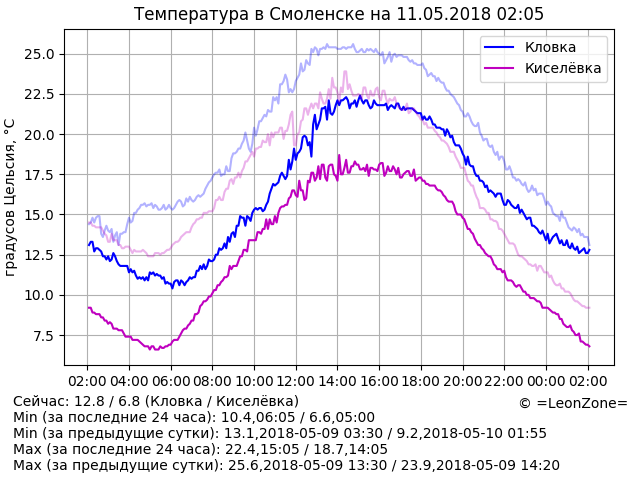 Температура в Смоленске на 11.05.2018 02:05
25.0
22.5
20.0
17.5
15.0
12.5
10.0
7.5
градусов Цельсия, °C
Кловка
Киселёвка
02:00 04:00 06:00 08:00 10:00 12:00 14:00 16:00 18:00 20:00 22:00 00:00 02:00
Сейчас: 12.8 / 6.8 (Кловка / Киселёвка)
© =LeonZone=
Min (за последние 24 часа): 10.4,06:05 / 6.6,05:00
Min (за предыдущие сутки): 13.1,2018-05-09 03:30 / 9.2,2018-05-10 01:55
Max (за последние 24 часа): 22.4,15:05 / 18.7,14:05
Max (за предыдущие сутки): 25.6,2018-05-09 13:30 / 23.9,2018-05-09 14:20